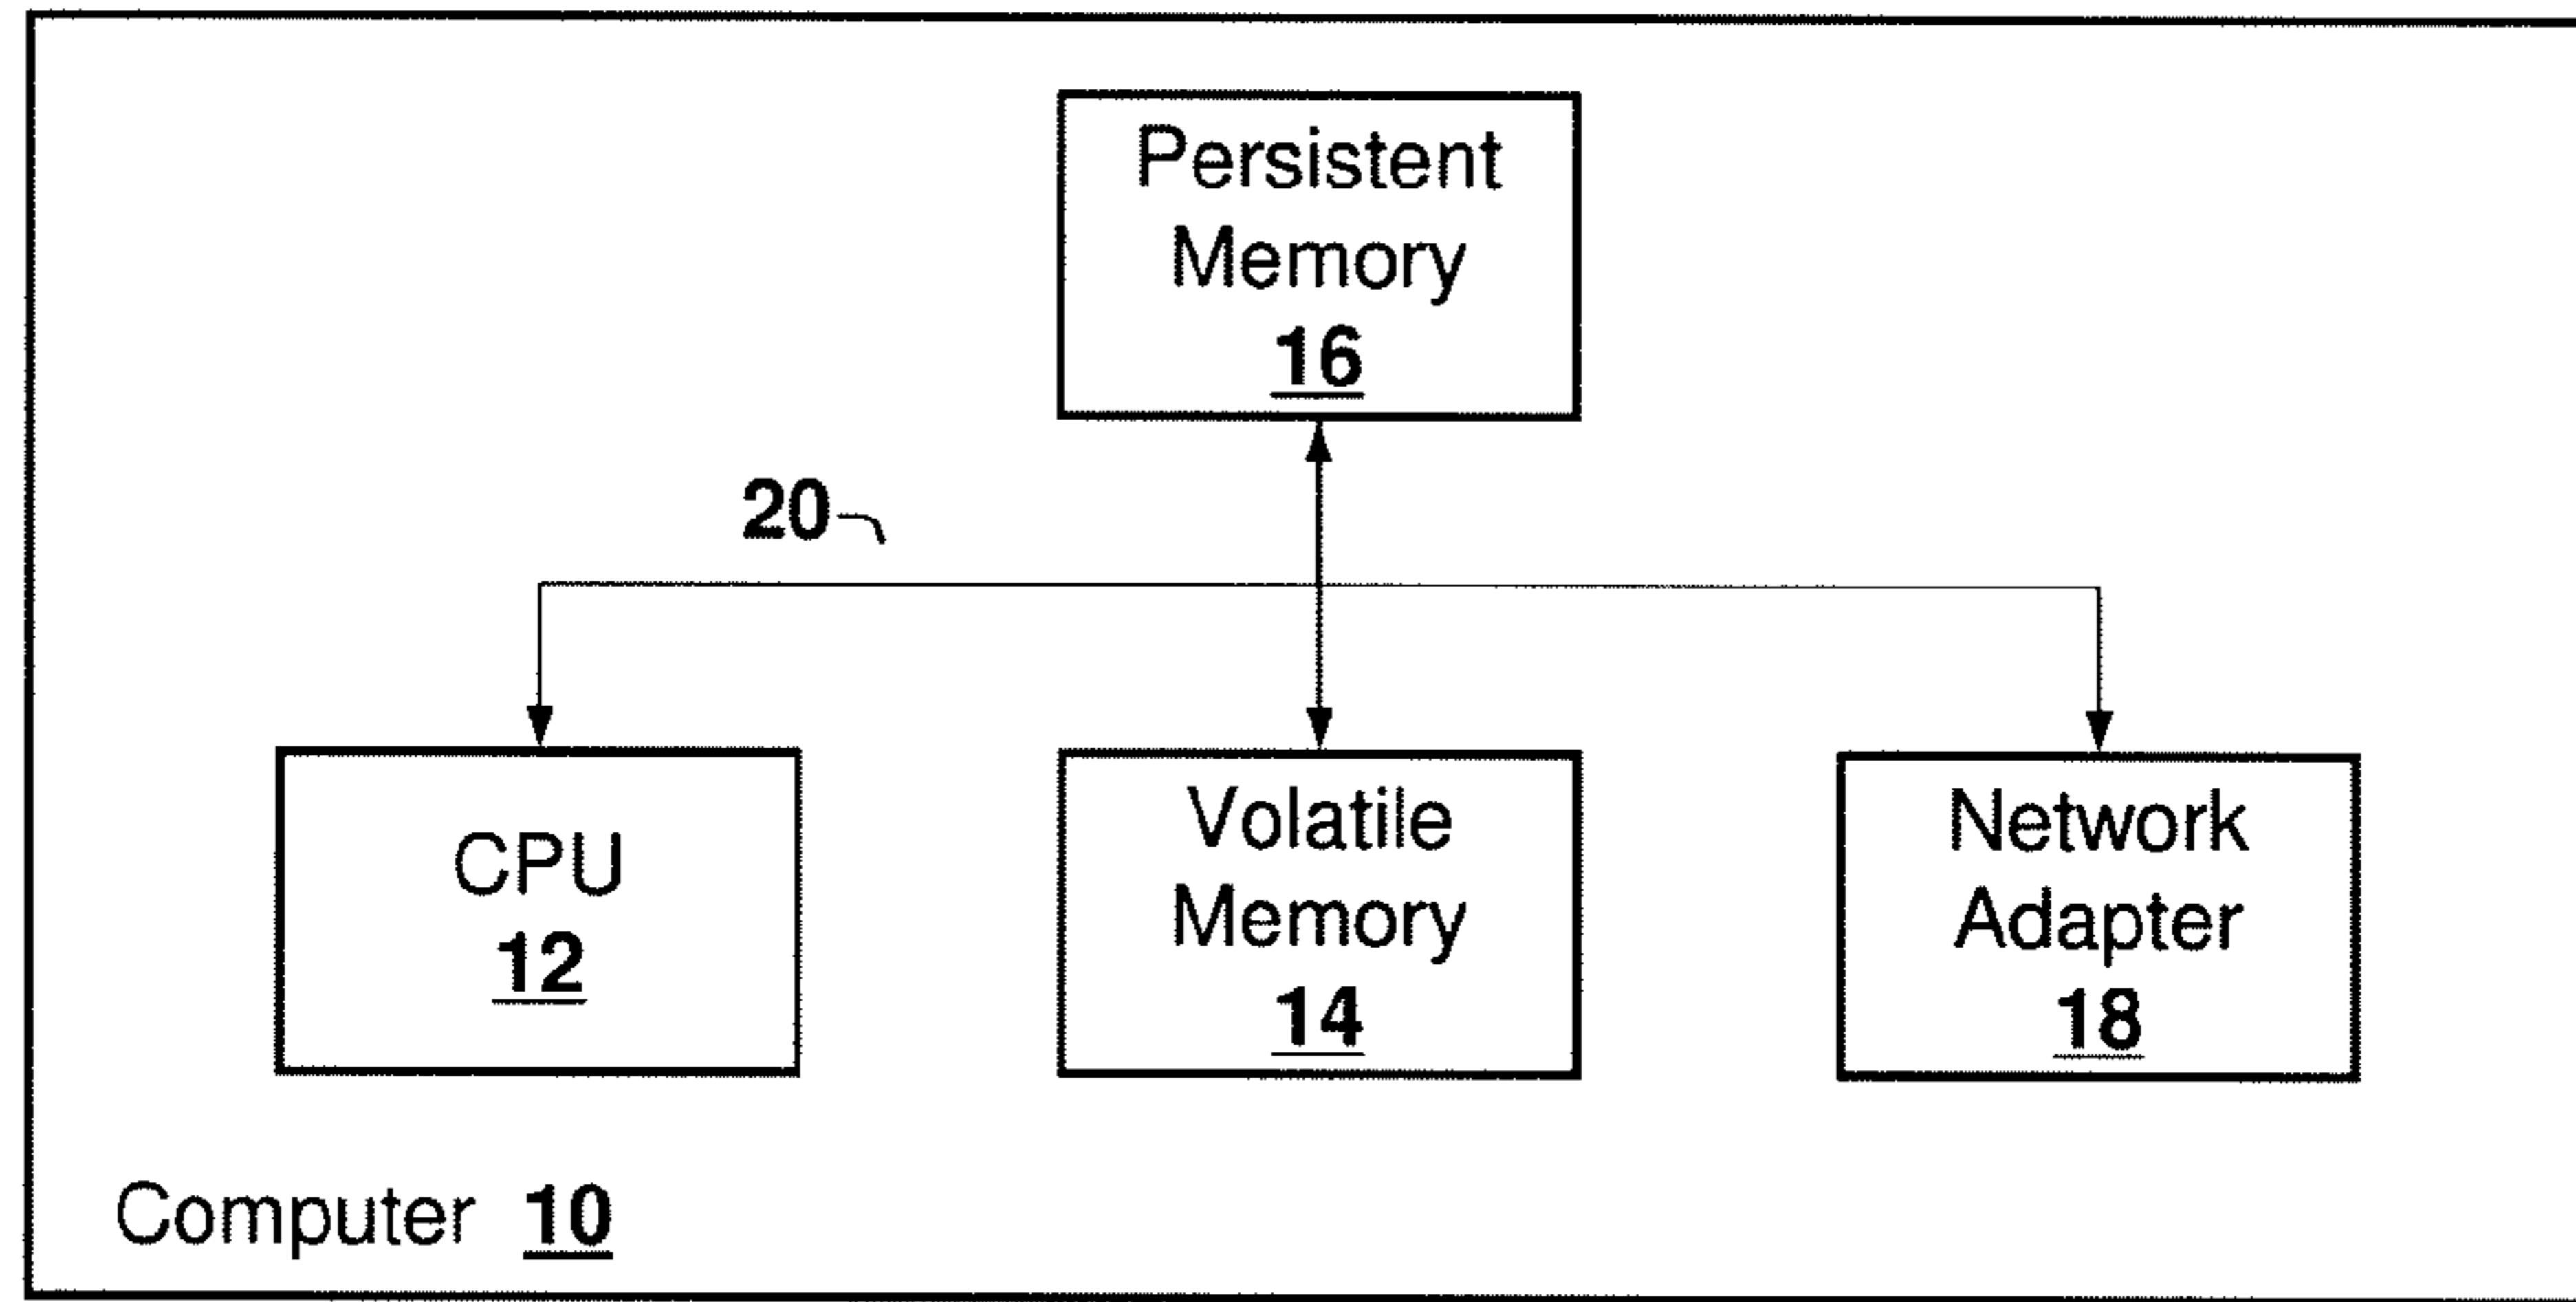 Persistent
Memory
16
20
CPU
12
Volatile
Memory
14
Network
Adapter
18
Computer 10